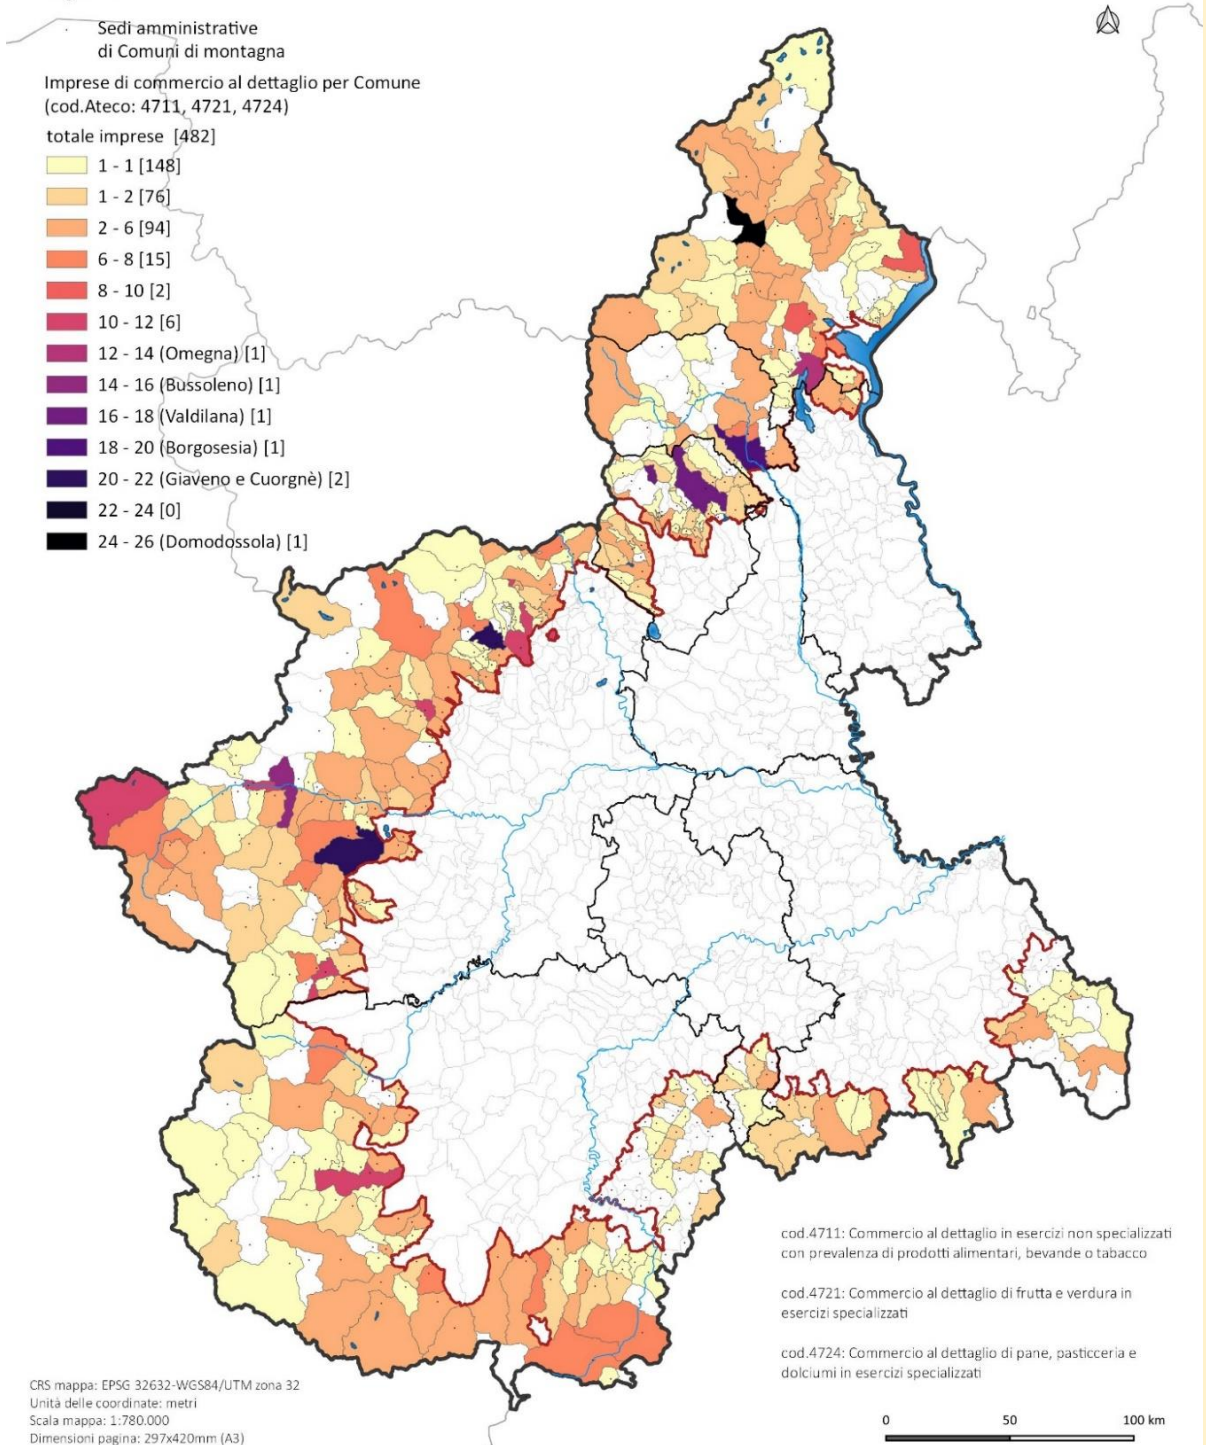 Sedi amministrative
di Comuni di montagna
Imprese di commercio al dettaglio per Comune
(cod.Ateco: 4711, 4721, 4724)
totale imprese [482]
1 - 1 [148]
1 - 2 [76]
2 - 6 [94]
6 - 8 [15]
8 - 10 [2]
10 - 12 [6]
12 - 14 (Omegna) [1]
14 - 16 (Bussoleno) [1]
16 - 18 (Valdilana) [1]
18 - 20 (Borgosesia) [1]
20 - 22 (Giaveno e Cuorgnè) [2]
22 - 24 [0]
24 - 26 (Domodossola) [1]
cod.4711: Commercio al dettaglio in esercizi non specializzati
con prevalenza di prodotti alimentari, bevande o tabacco
cod.4721: Commercio al dettaglio di frutta e verdura in
esercizi specializzati
cod.4724: Commercio al dettaglio di pane, pasticceria e
dolciumi in esercizi specializzati
CRS mappa: EPSG 32632-WGS84/UTM zona 32
Unità delle coordinate: metri
Scala mappa: 1:780.000
Dimensioni pagina: 297x420mm (A3)
0 50 100 km